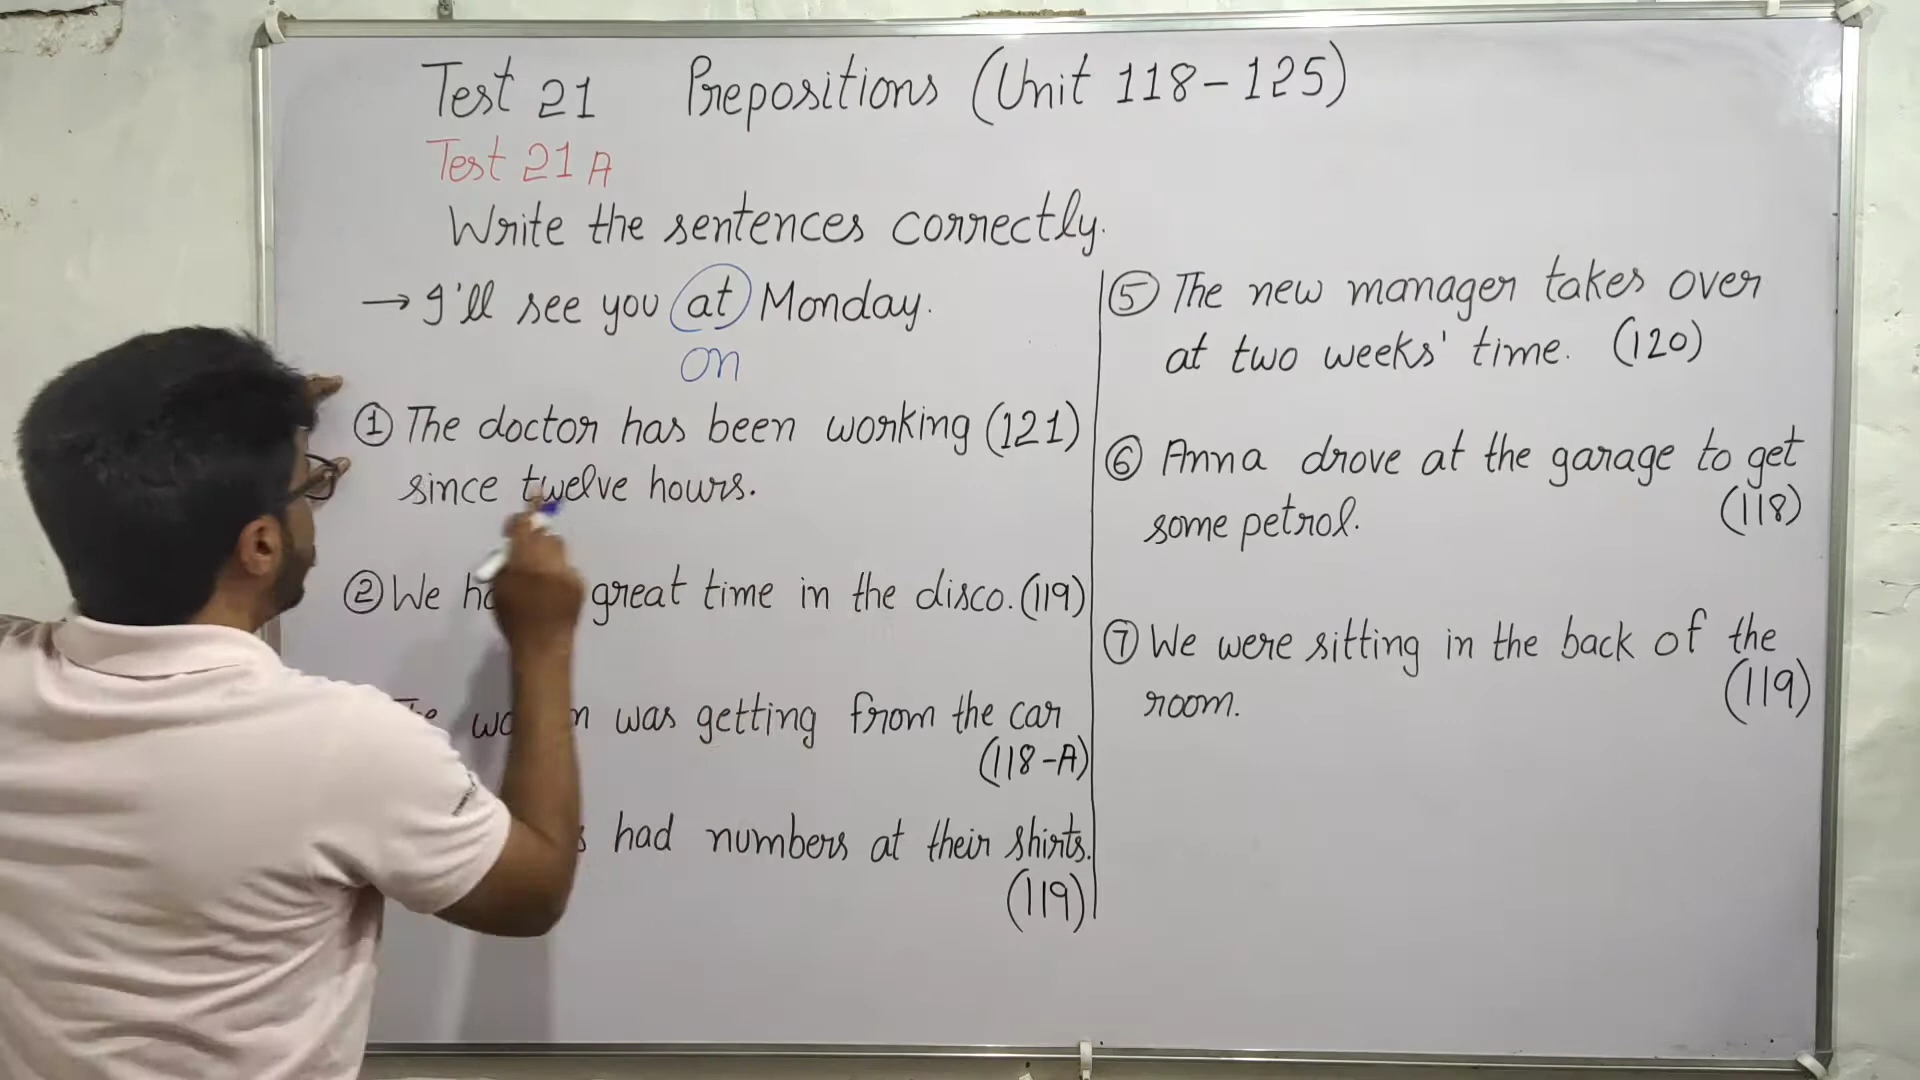 Test 21 Prepositions (Unit 118-125)
Test 21 A
Write the sentences correctly.
→ I'll see you at Monday.
on
① The doctor has been working (121)
since twelve hours.
② We great time in the disco. (119)
was getting from the car
(118-A)
had numbers at their shirts.
(119)
⑤ The new manager takes over
at two weeks' time. (120)
⑥ Anna drove at the garage to get
(118)
some petrol.
⑦ We were sitting in the back of the
(119)
room.